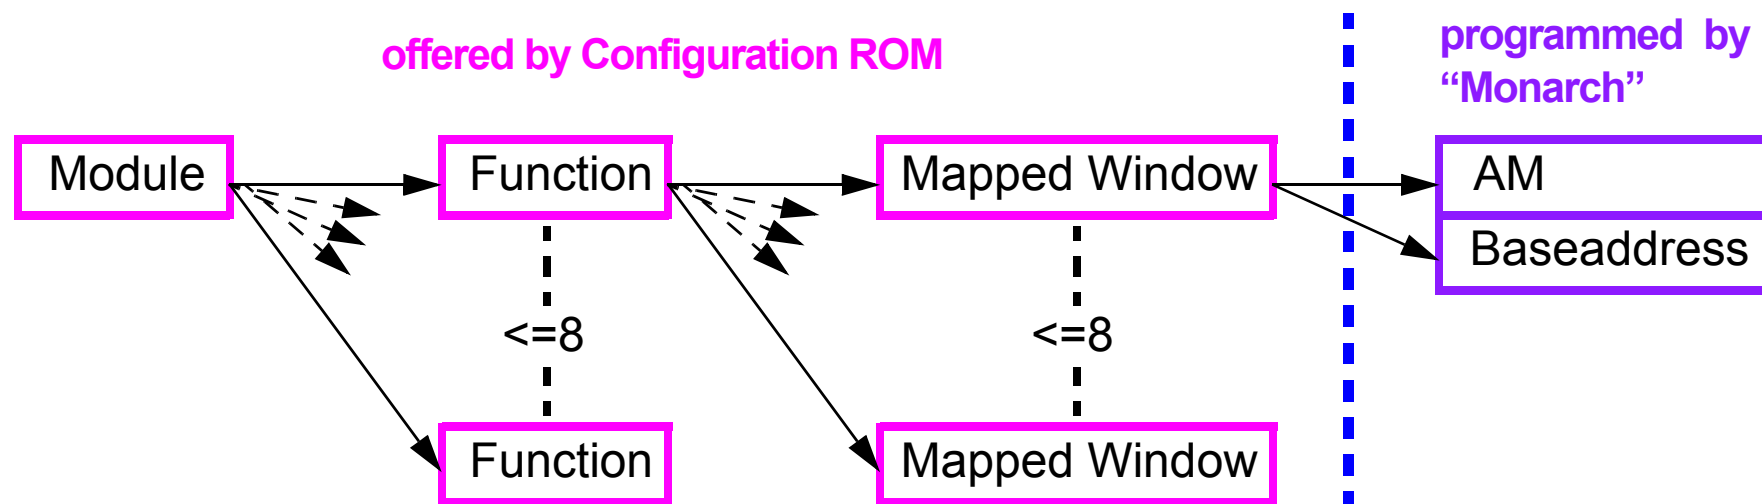 offered by Configuration ROM
programmed by
“Monarch”
Module
Function
Mapped Window
AM
Baseaddress
<=8
<=8
Function
Mapped Window